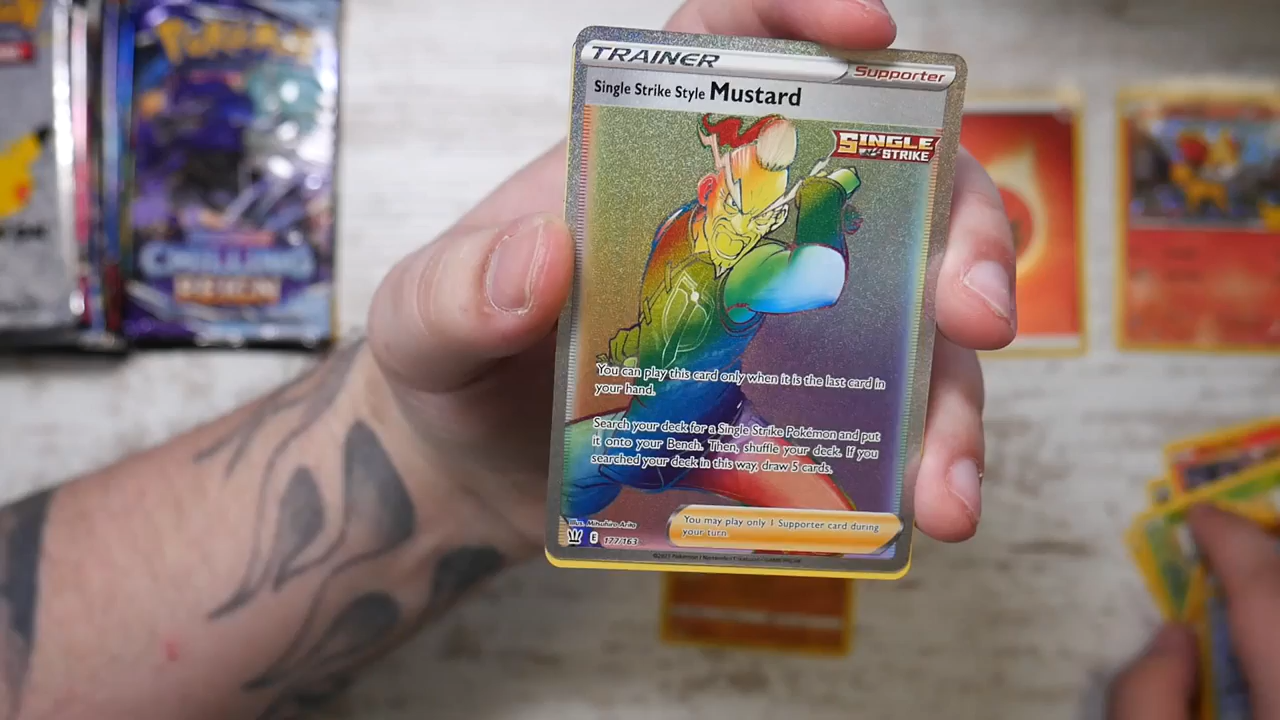 Pokémon
CHILLING
REIGN
TRAINER
Supporter
Single Strike Style Mustard
SINGLE
STRIKE
You can play this card only when it is the last card in
your hand.
Search your deck for a Single Strike Pokémon and put
it onto your Bench. Then, shuffle your deck. If you
searched your deck in this way, draw 5 cards.
You may play only 1 Supporter card during
your turn.
Illus. Mitsuhiro Arita
E 177/163